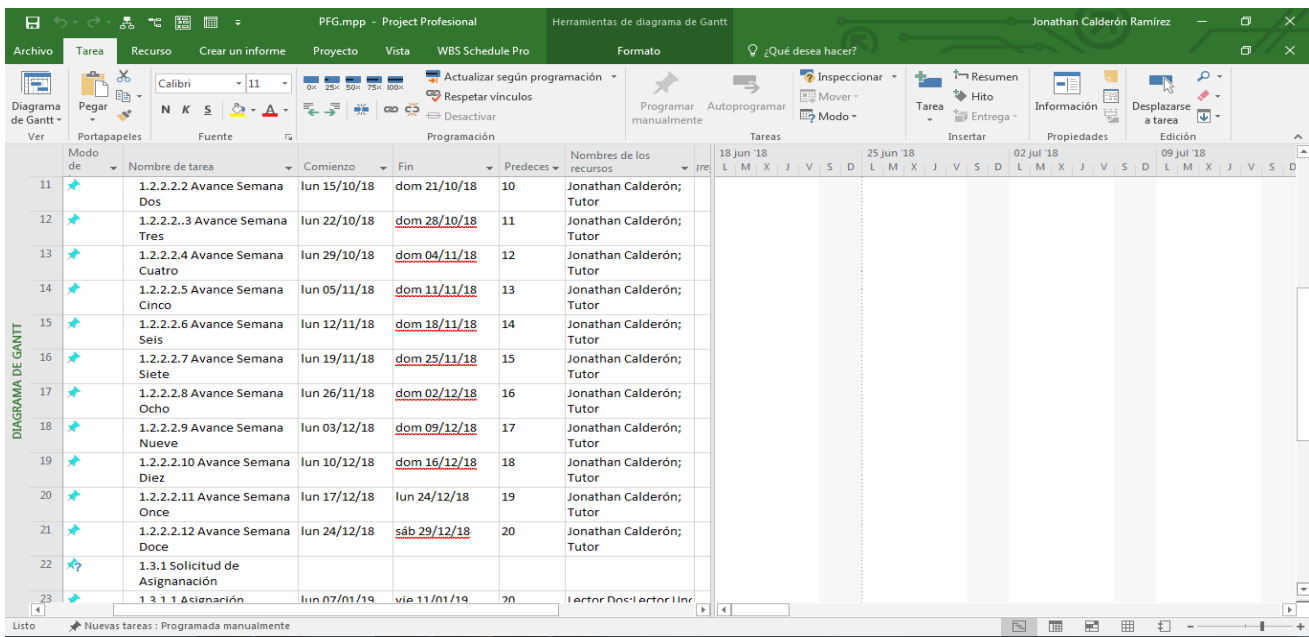 PFG.mpp - Project Profesional
Herramientas de diagrama de Gantt
Jonathan Calderón Ramírez
Archivo Tarea Recurso Crear un informe Proyecto Vista WBS Schedule Pro Formato ¿Qué desea hacer?
Diagrama de Gantt
Ver
Pegar
Portapapeles
Calibri 11
N K S A
Fuente
0× 25× 50× 75× 100×
Actualizar según programación
Respetar vínculos
Desactivar
Programación
Programar manualmente
Autoprogramar
Inspeccionar
Mover
Modo
Tareas
Tarea
Resumen
Hito
Entrega
Insertar
Información
Propiedades
Desplazarse a tarea
Edición
Modo de Nombre de tarea Comienzo Fin Predeces Nombres de los recursos
18 jun '18 25 jun '18 02 jul '18 09 jul '18
L M X J V S D L M X J V S D L M X J V S D L M X J V S D
DIAGRAMA DE GANTT
11 1.2.2.2.2 Avance Semana Dos lun 15/10/18 dom 21/10/18 10 Jonathan Calderón; Tutor
12 1.2.2.2..3 Avance Semana Tres lun 22/10/18 dom 28/10/18 11 Jonathan Calderón; Tutor
13 1.2.2.2.4 Avance Semana Cuatro lun 29/10/18 dom 04/11/18 12 Jonathan Calderón; Tutor
14 1.2.2.2.5 Avance Semana Cinco lun 05/11/18 dom 11/11/18 13 Jonathan Calderón; Tutor
15 1.2.2.2.6 Avance Semana Seis lun 12/11/18 dom 18/11/18 14 Jonathan Calderón; Tutor
16 1.2.2.2.7 Avance Semana Siete lun 19/11/18 dom 25/11/18 15 Jonathan Calderón; Tutor
17 1.2.2.2.8 Avance Semana Ocho lun 26/11/18 dom 02/12/18 16 Jonathan Calderón; Tutor
18 1.2.2.2.9 Avance Semana Nueve lun 03/12/18 dom 09/12/18 17 Jonathan Calderón; Tutor
19 1.2.2.2.10 Avance Semana Diez lun 10/12/18 dom 16/12/18 18 Jonathan Calderón; Tutor
20 1.2.2.2.11 Avance Semana Once lun 17/12/18 lun 24/12/18 19 Jonathan Calderón; Tutor
21 1.2.2.2.12 Avance Semana Doce lun 24/12/18 sáb 29/12/18 20 Jonathan Calderón; Tutor
22 1.3.1 Solicitud de Asignanación
23 1.3.1.1 Asignación lun 07/01/19 vie 11/01/19 20 Lector Dos;Lector Uno
Listo Nuevas tareas : Programada manualmente